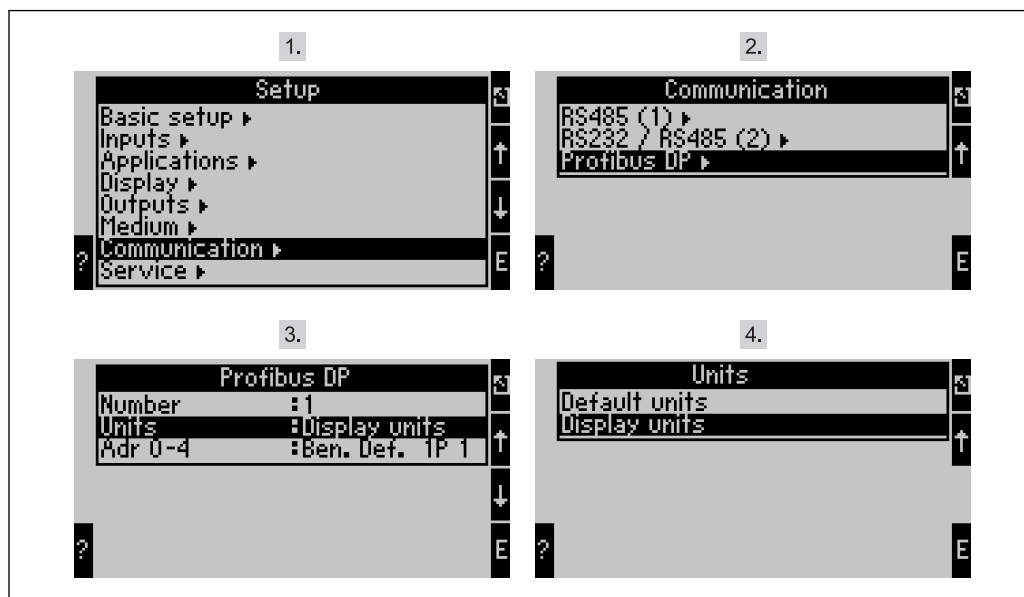 1.
Setup
Basic setup ▸
Inputs ▸
Applications ▸
Display ▸
Outputs ▸
Medium ▸
Communication ▸
Service ▸
? E
2.
Communication
RS485 (1) ▸
RS232 / RS485 (2) ▸
Profibus DP ▸
? E
3.
Profibus DP
Number :1
Units :Display units
Adr 0-4 :Ben. Def. 1P 1
? E
4.
Units
Default units
Display units
? E